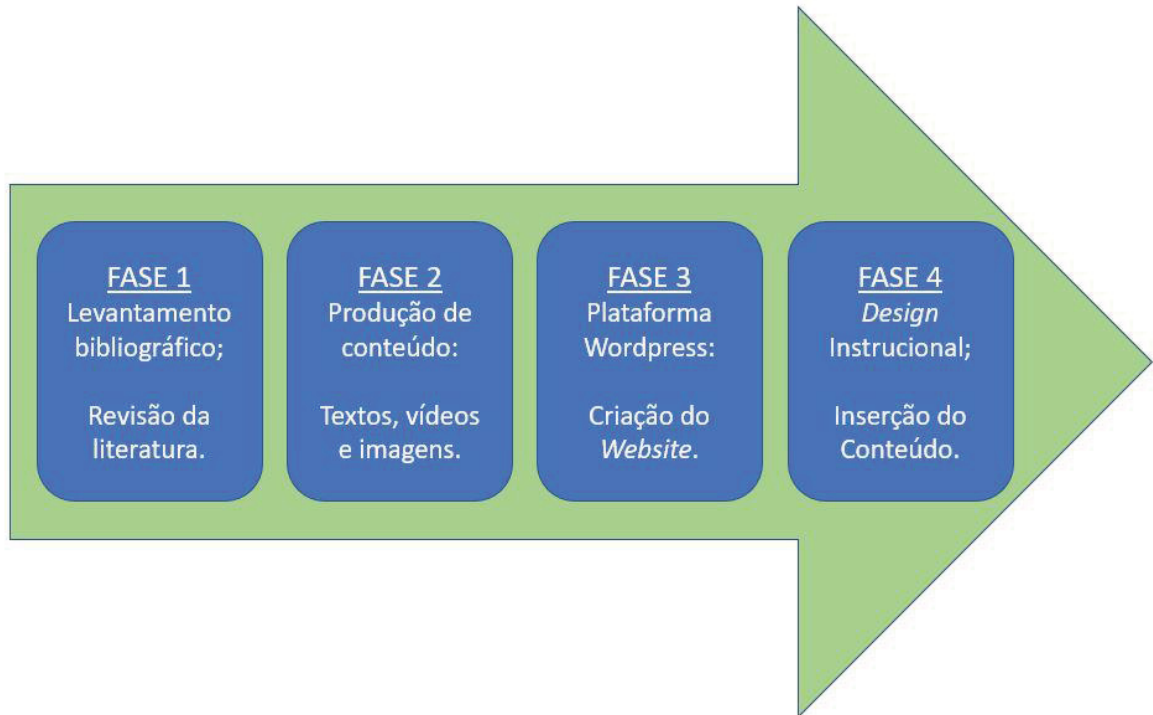 FASE 1
Levantamento
bibliográfico;
Revisão da
literatura.
FASE 2
Produção de
conteúdo:
Textos, vídeos
e imagens.
FASE 3
Plataforma
Wordpress:
Criação do
Website.
FASE 4
Design
Instrucional;
Inserção do
Conteúdo.